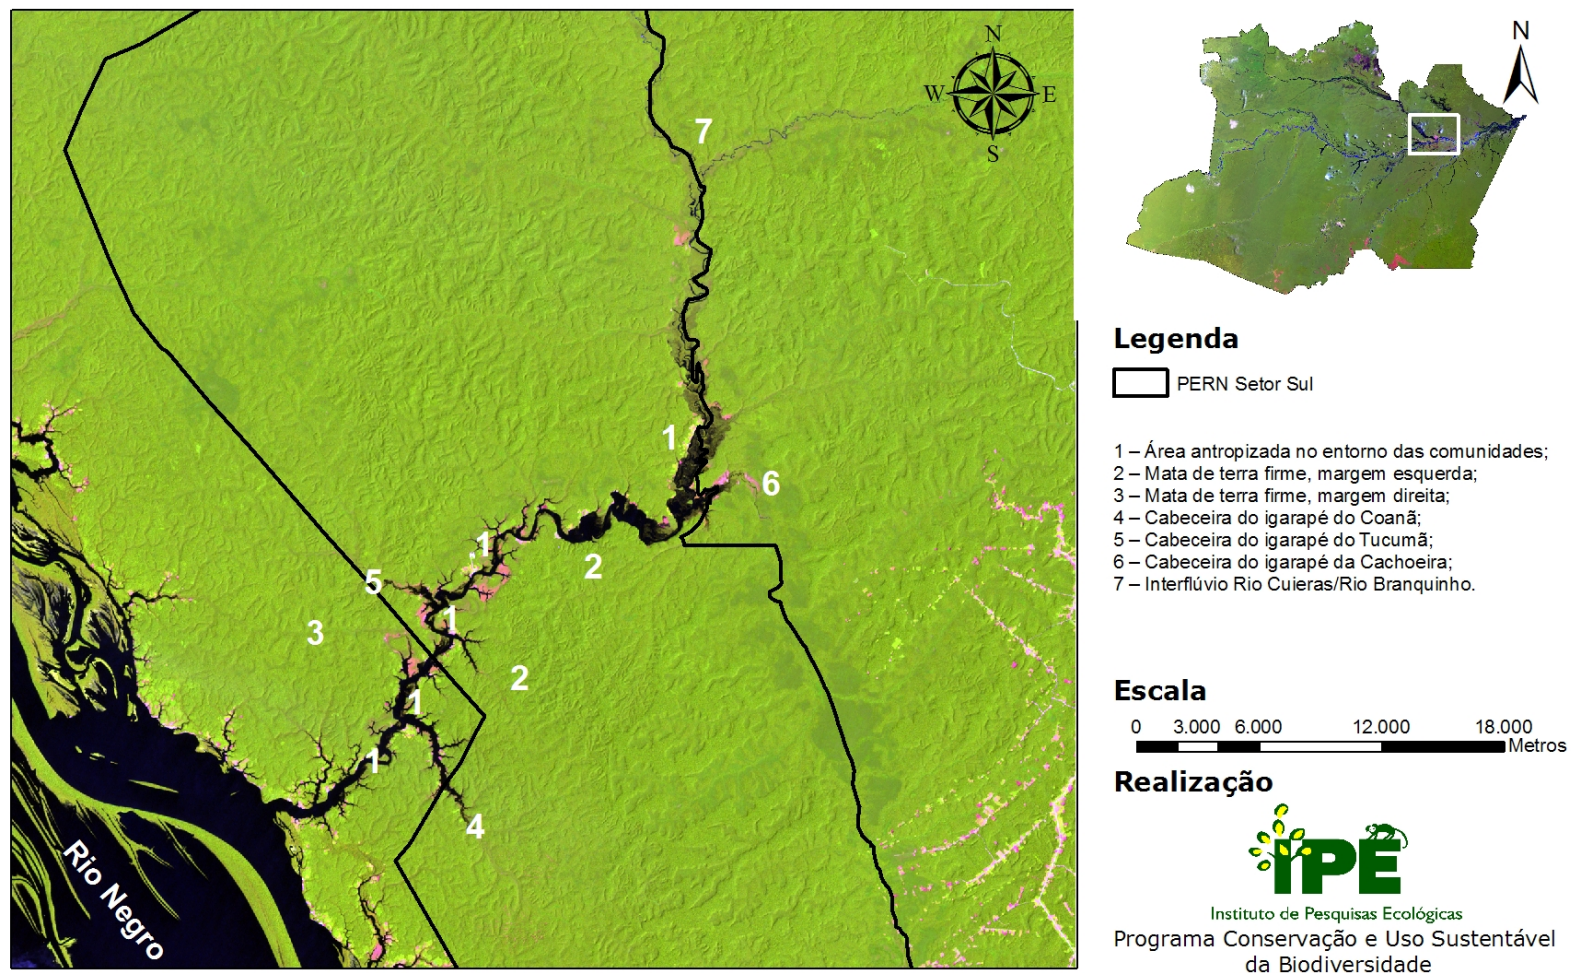 N
W
E
S
7
1
6
1
2
5
1
3
2
1
1
4
Rio Negro
N
Legenda
PERN Setor Sul
1 – Área antropizada no entorno das comunidades;
2 – Mata de terra firme, margem esquerda;
3 – Mata de terra firme, margem direita;
4 – Cabeceira do igarapé do Coanã;
5 – Cabeceira do igarapé do Tucumã;
6 – Cabeceira do igarapé da Cachoeira;
7 – Interflúvio Rio Cuieras/Rio Branquinho.
Escala
0 3.000 6.000 12.000 18.000
Metros
Realização
IPÊ
Instituto de Pesquisas Ecológicas
Programa Conservação e Uso Sustentável
da Biodiversidade